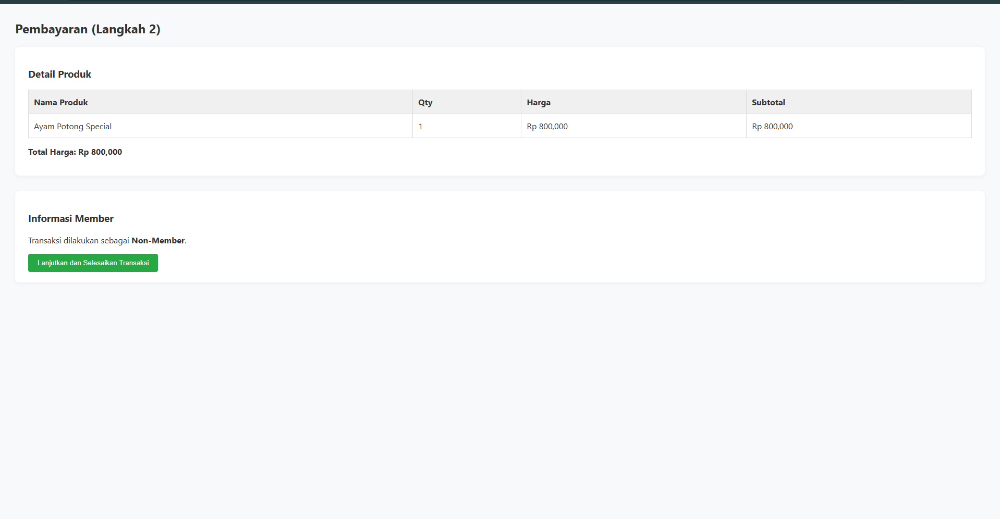 Pembayaran (Langkah 2)
Detail Produk
Nama Produk Qty Harga Subtotal
Ayam Potong Special 1 Rp 800,000 Rp 800,000
Total Harga: Rp 800,000
Informasi Member
Transaksi dilakukan sebagai Non-Member.
Lanjutkan dan Selesaikan Transaksi